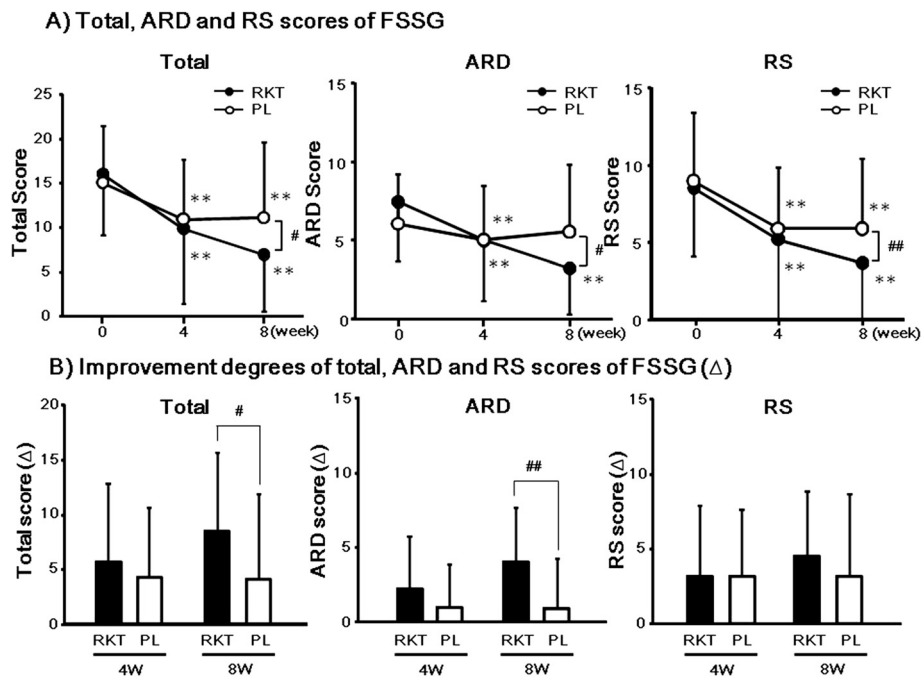 A) Total, ARD and RS scores of FSSG
Total
ARD
RS
25
20
15
10
5
0
Total Score
RKT
PL
**
**
**
**
#
0
4
8 (week)
15
10
5
0
ARD Score
RKT
PL
**
**
**
#
0
4
8 (week)
15
10
5
0
RS Score
RKT
PL
**
**
**
**
##
0
4
8 (week)
B) Improvement degrees of total, ARD and RS scores of FSSG (Δ)
Total
ARD
RS
20
15
10
5
0
Total score (Δ)
#
RKT PL RKT PL
4W 8W
15
10
5
0
ARD score (Δ)
##
RKT PL RKT PL
4W 8W
15
10
5
0
RS score (Δ)
RKT PL RKT PL
4W 8W